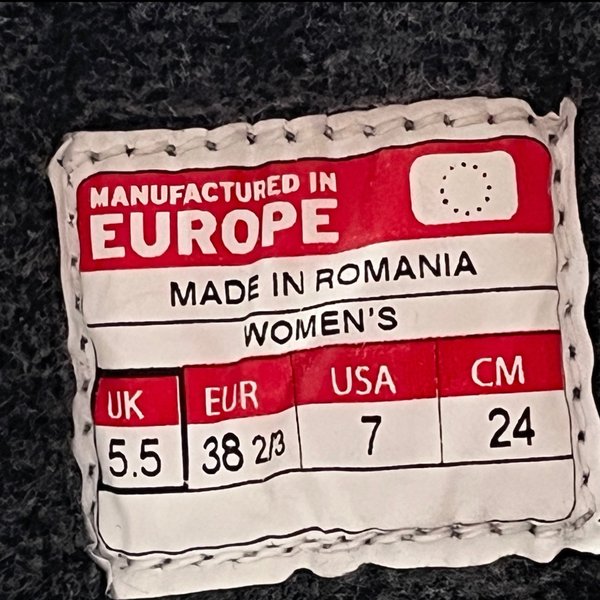 MANUFACTURED IN
EUROPE
MADE IN ROMANIA
WOMEN'S
UK EUR USA CM
5.5 38 2/3 7 24